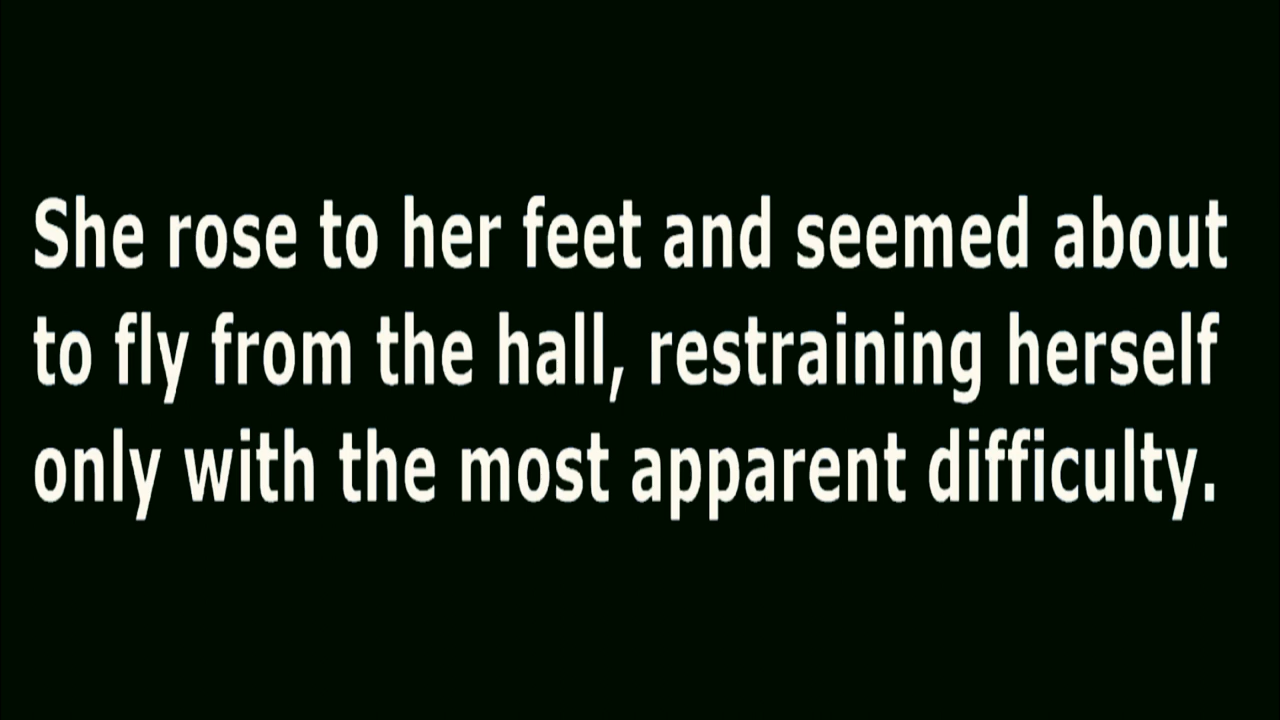 She rose to her feet and seemed about
to fly from the hall, restraining herself
only with the most apparent difficulty.